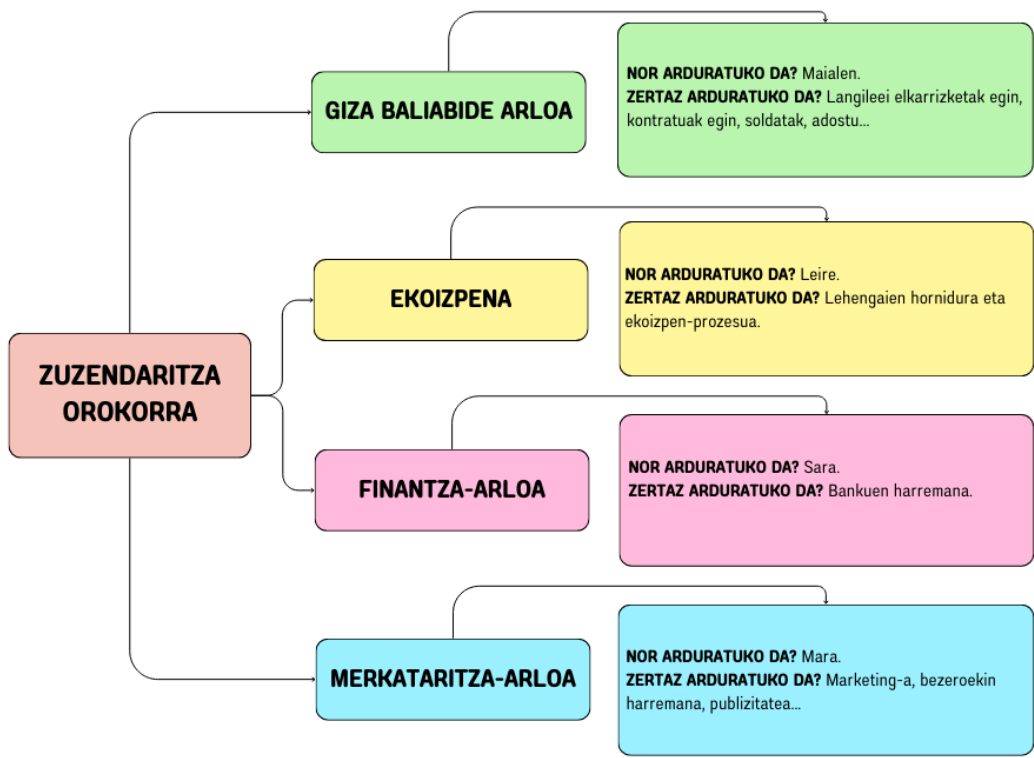 GIZA BALIABIDE ARLOA
NOR ARDURATUKO DA? Maialen.
ZERTAZ ARDURATUKO DA? Langileei elkarrizketak egin,
kontratuak egin, soldatak, adostu...
EKOIZPENA
NOR ARDURATUKO DA? Leire.
ZERTAZ ARDURATUKO DA? Lehengaien hornidura eta
ekoizpen-prozesua.
ZUZENDARITZA
OROKORRA
FINANTZA-ARLOA
NOR ARDURATUKO DA? Sara.
ZERTAZ ARDURATUKO DA? Bankuen harremana.
MERKATARITZA-ARLOA
NOR ARDURATUKO DA? Mara.
ZERTAZ ARDURATUKO DA? Marketing-a, bezeroekin
harremana, publizitatea...